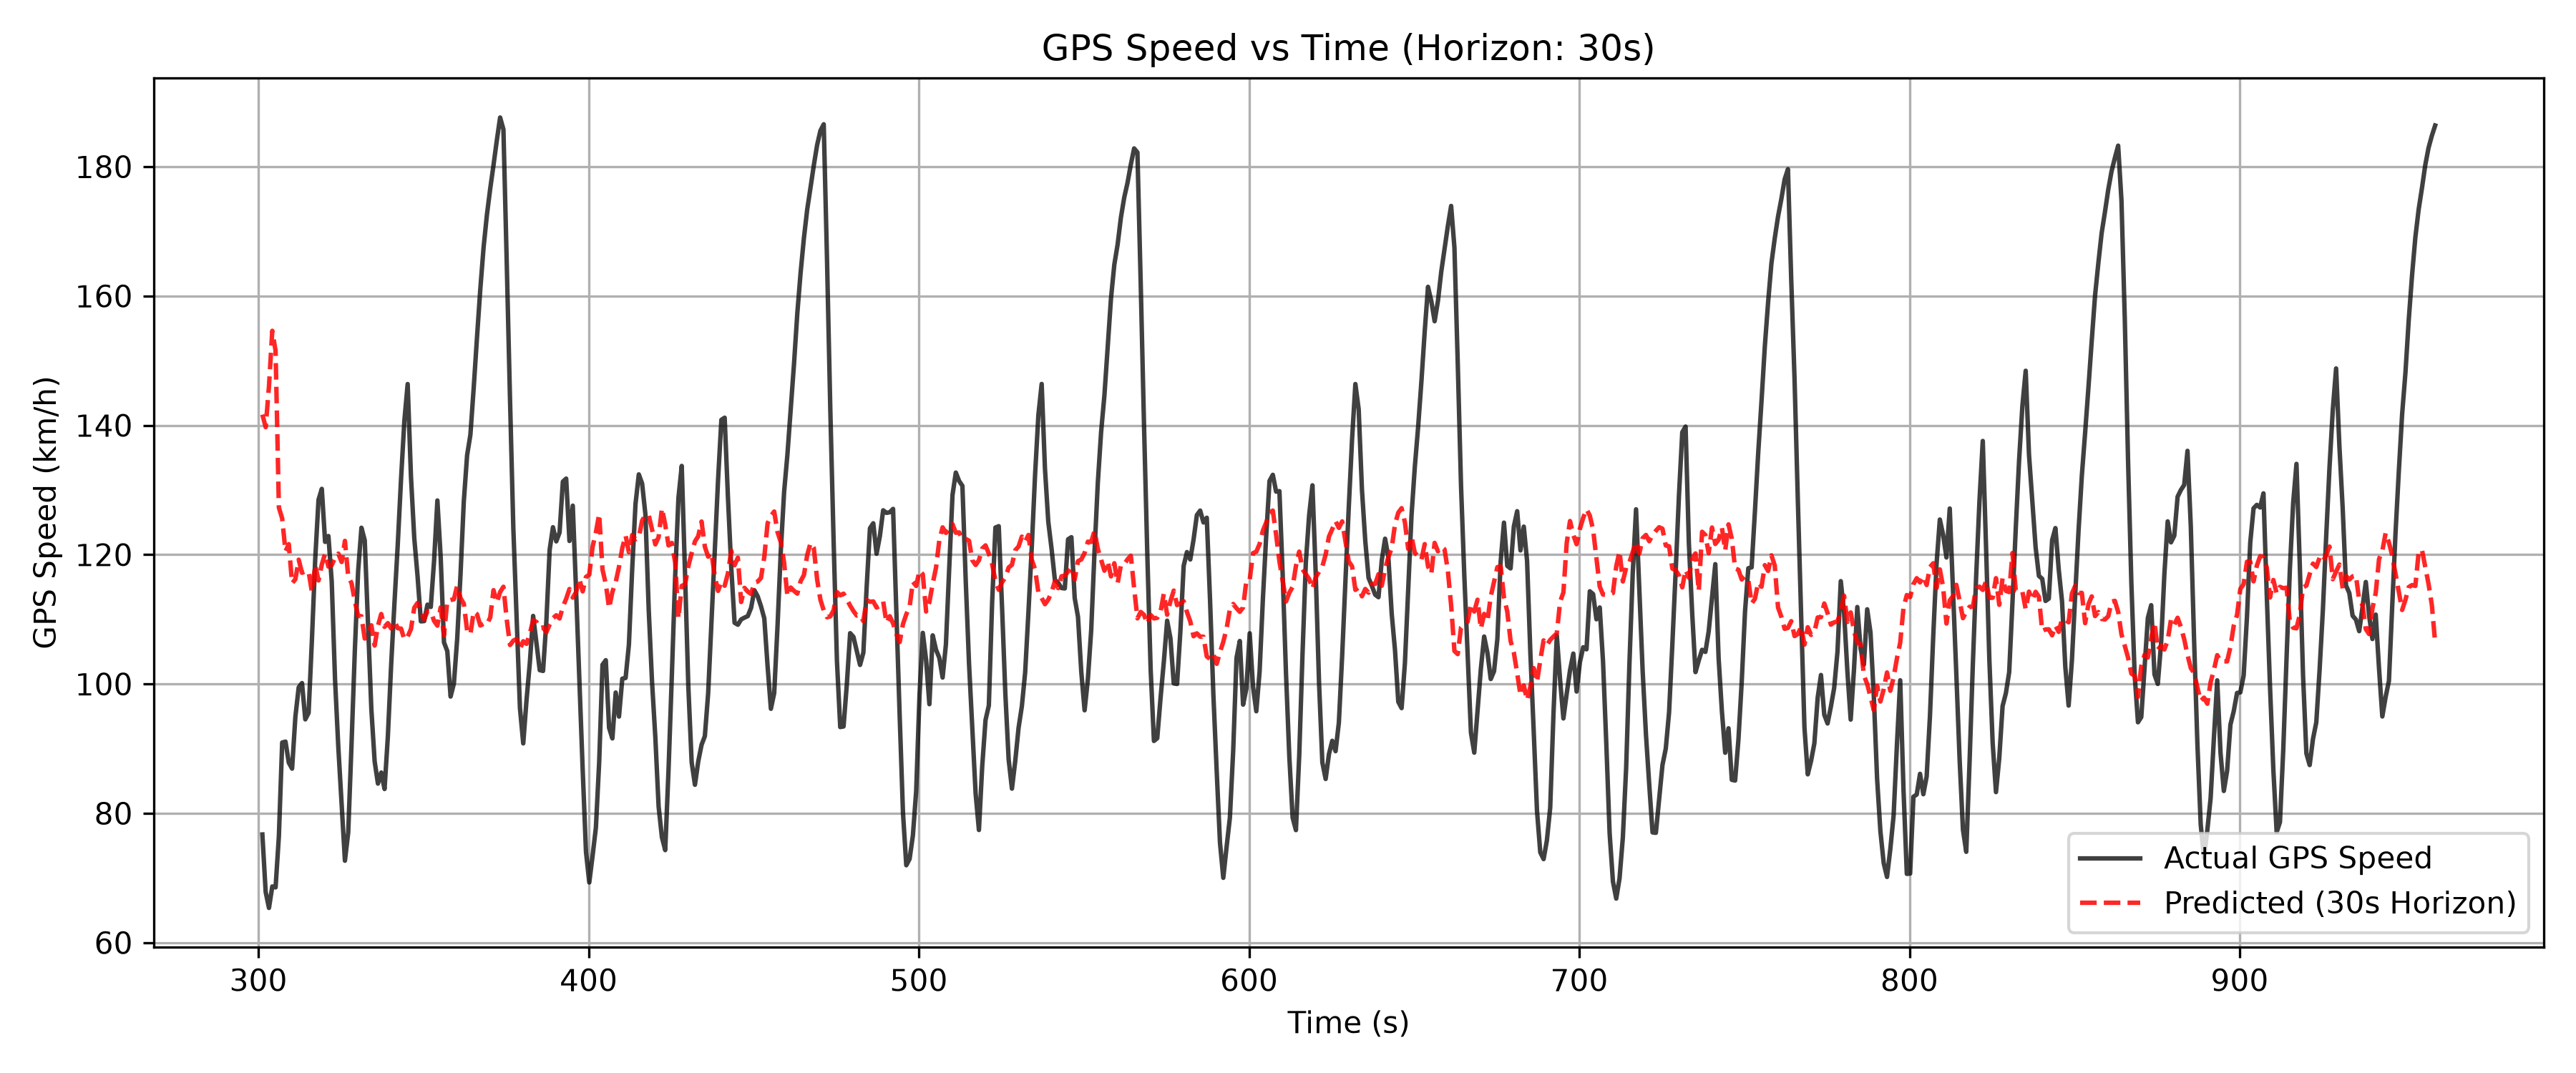 GPS Speed vs Time (Horizon: 30s)
GPS Speed (km/h)
180
160
140
120
100
80
60
300 400 500 600 700 800 900
Time (s)
Actual GPS Speed
Predicted (30s Horizon)